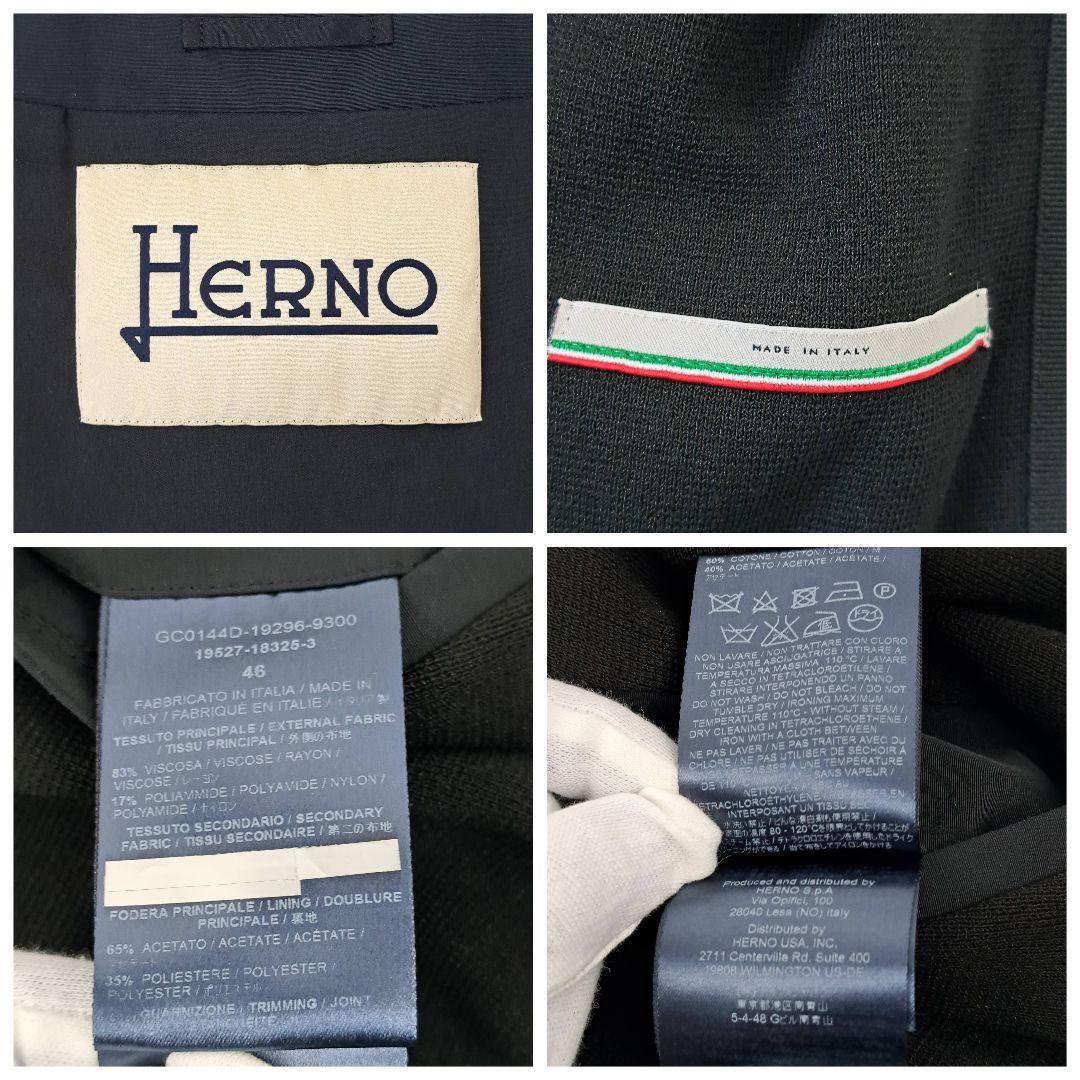 HERNO
MADE IN ITALY
GC0144D-19296-9300
19527-18325-3
46
FABBRICATO IN ITALIA / MADE IN
ITALY / FABRIQUÉ EN ITALIE / イタリア製
TESSUTO PRINCIPALE / EXTERNAL FABRIC
/ TISSU PRINCIPAL / 外側の布地
83% VISCOSA / VISCOSE / RAYON /
VISCOSE / レーヨン
17% POLIAMMIDE / POLYAMIDE / NYLON /
POLYAMIDE / ナイロン
TESSUTO SECONDARIO / SECONDARY
FABRIC / TISSU SECONDAIRE / 第二の布地
FODERA PRINCIPALE / LINING / DOUBLURE
PRINCIPALE / 裏地
65% ACETATO / ACETATE / ACÉTATE /
アセテート
35% POLIESTERE / POLYESTER /
POLYESTER / ポリエステル
GUARNIZIONE / TRIMMING / JOINT
60% COTONE / COTTON / COTON /
40% ACETATO / ACETATE / ACÉTATE /
アセテート
P
ドライ
NON LAVARE / NON TRATTARE CON CLORO
/ NON USARE ASCIUGATRICE / STIRARE A
TEMPERATURA MASSIMA 110 °C / LAVARE
A SECCO IN TETRACLOROETILENE /
STIRARE INTERPONENDO UN PANNO
DO NOT WASH / DO NOT BLEACH / DO NOT
TUMBLE DRY / IRONING MAXIMUM
TEMPERATURE 110°C - WITHOUT STEAM /
DRY CLEANING IN TETRACHLOROETHENE /
IRON WITH A CLOTH BETWEEN
NE PAS LAVER / NE PAS TRAITER AVEC DU
CHLORE / NE PAS UTILISER DE SÉCHOIR À
SANS VAPEUR /
INTERPOSANT UN TISSU SEC
Produced and distributed by
HERNO S.p.A
Via Opifici, 100
28040 Lesa (NO) Italy
Distributed by
HERNO USA, INC.
2711 Centerville Rd. Suite 400
19808 WILMINGTON US-DE
東京都港区南青山
5-4-48 Gビル南青山